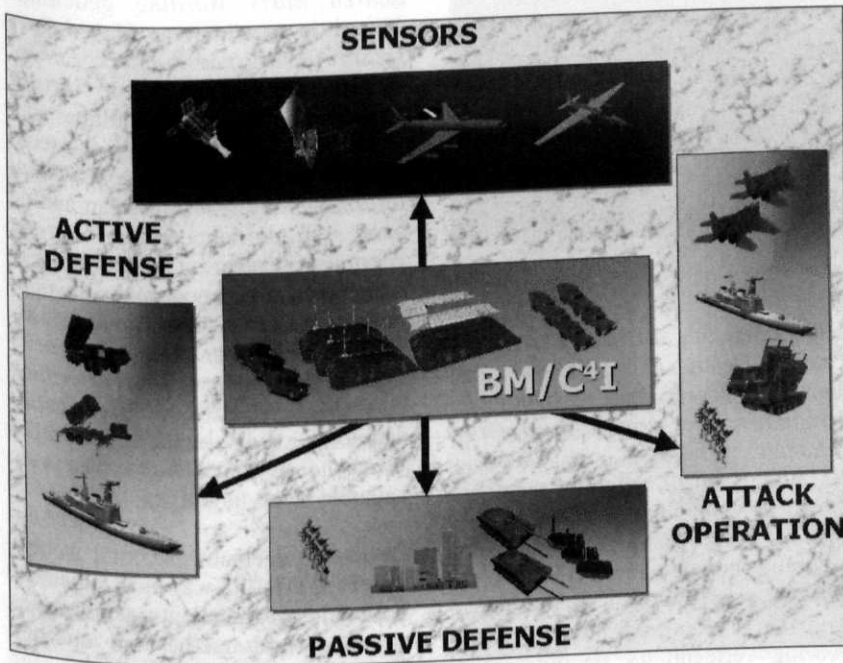 SENSORS
ACTIVE
DEFENSE
BM/C⁴I
ATTACK
OPERATION
PASSIVE DEFENSE